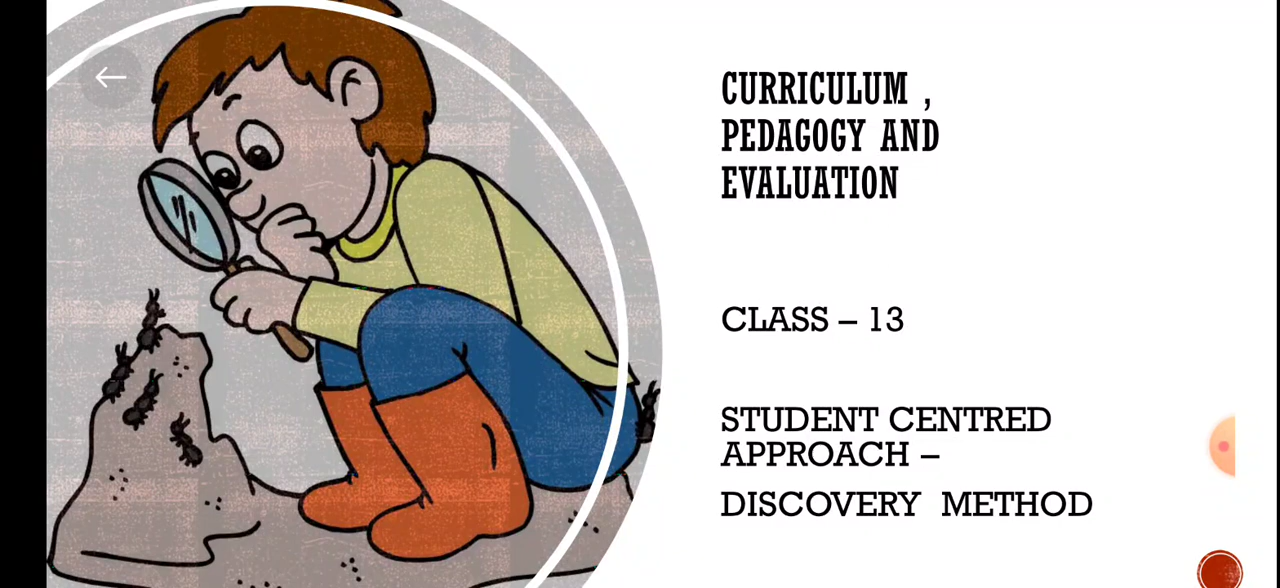 CURRICULUM ,
PEDAGOGY AND
EVALUATION
CLASS – 13
STUDENT CENTRED
APPROACH –
DISCOVERY METHOD